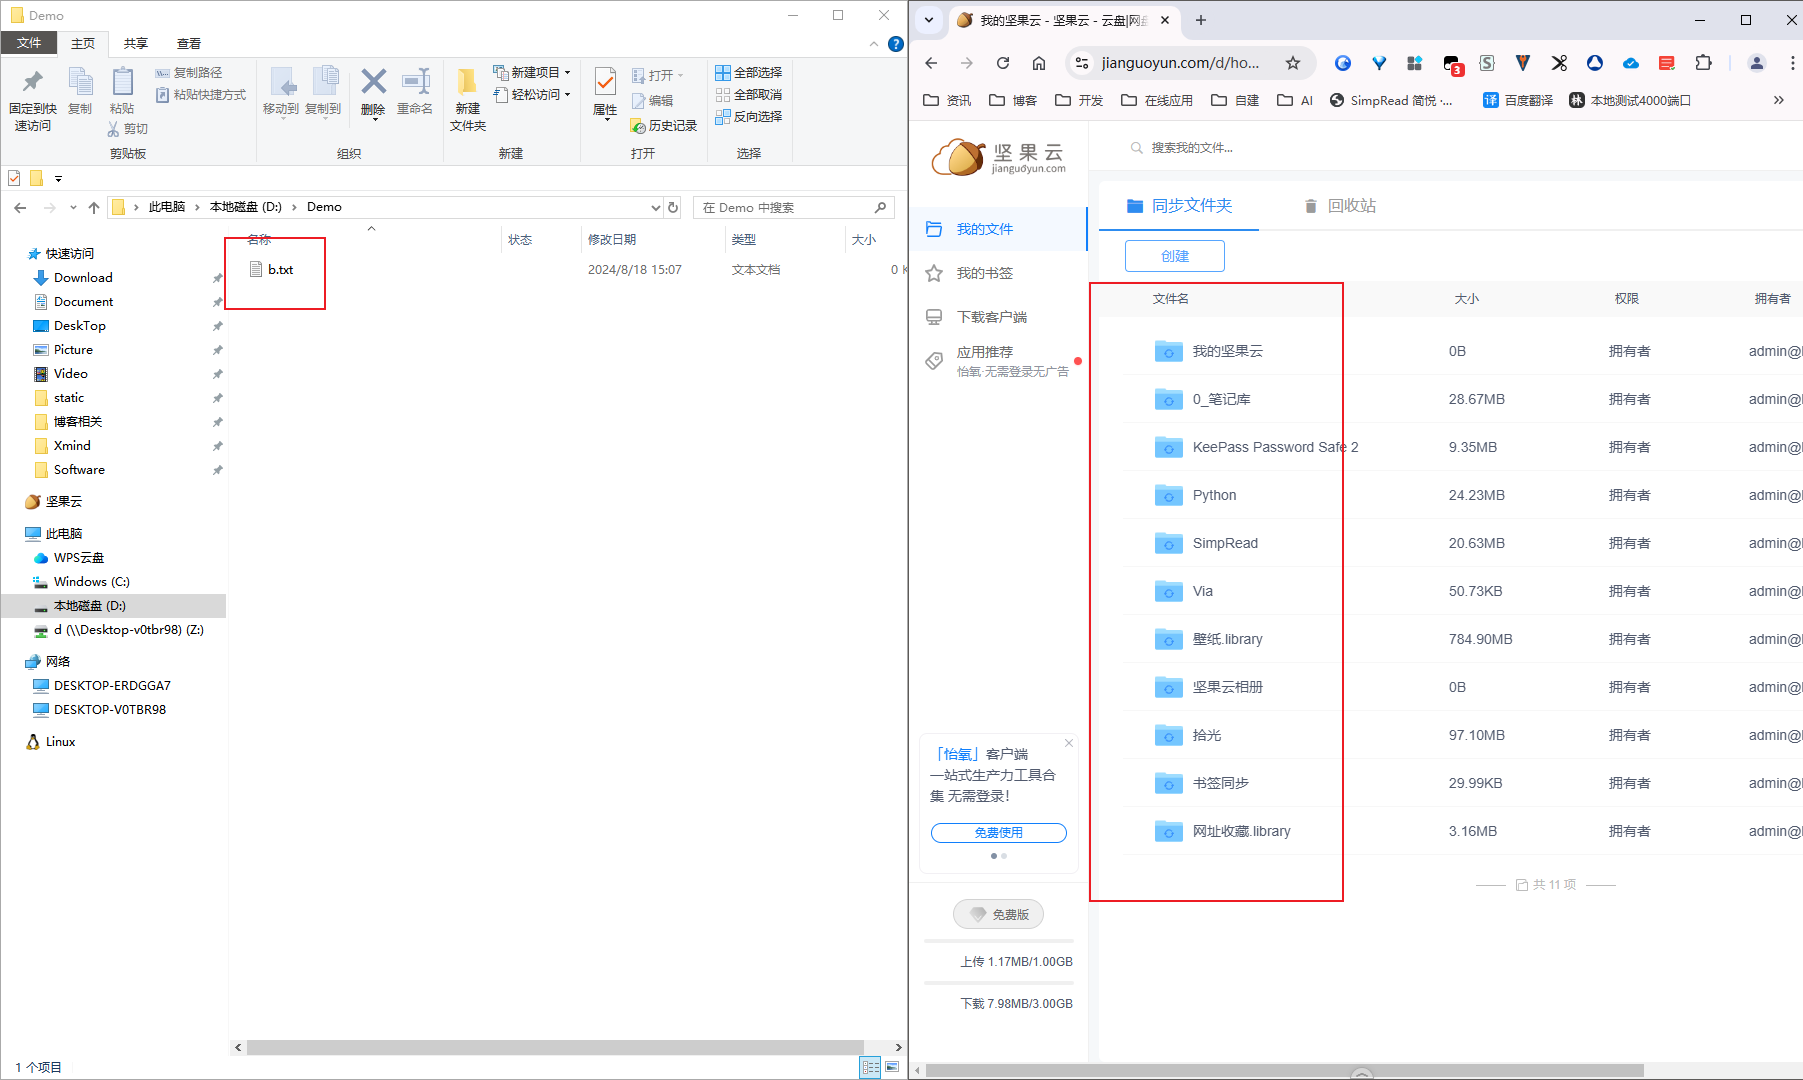 Demo
文件
主页
共享
查看
固定到快
速访问
复制
粘贴
复制路径
粘贴快捷方式
剪切
剪贴板
移动到
复制到
删除
重命名
组织
新建
文件夹
新建项目
轻松访问
新建
属性
打开
编辑
历史记录
打开
全部选择
全部取消
反向选择
选择
此电脑
本地磁盘 (D:)
Demo
在 Demo 中搜索
快速访问
Download
Document
DeskTop
Picture
Video
static
博客相关
Xmind
Software
坚果云
此电脑
WPS云盘
Windows (C:)
本地磁盘 (D:)
d (\\Desktop-v0tbr98) (Z:)
网络
DESKTOP-ERDGGA7
DESKTOP-V0TBR98
Linux
名称
状态
修改日期
类型
大小
b.txt
2024/8/18 15:07
文本文档
0
1 个项目
我的坚果云 - 坚果云 - 云盘|网盘
jianguoyun.com/d/ho...
3
资讯
博客
开发
在线应用
自建
AI
SimpRead 简悦 ·...
译
百度翻译
林
本地测试4000端口
坚果云
jianguoyun.com
搜索我的文件...
我的文件
我的书签
下载客户端
应用推荐
怡氧·无需登录无广告
同步文件夹
回收站
创建
文件名
大小
权限
拥有者
我的坚果云 0B 拥有者 admin@
0_笔记库 28.67MB 拥有者 admin@
KeePass Password Safe 2 9.35MB 拥有者 admin@
Python 24.23MB 拥有者 admin@
SimpRead 20.63MB 拥有者 admin@
Via 50.73KB 拥有者 admin@
壁纸.library 784.90MB 拥有者 admin@
坚果云相册 0B 拥有者 admin@
拾光 97.10MB 拥有者 admin@
书签同步 29.99KB 拥有者 admin@
网址收藏.library 3.16MB 拥有者 admin@
共 11 项
「怡氧」客户端
一站式生产力工具合
集 无需登录！
免费使用
免费版
上传 1.17MB/1.00GB
下载 7.98MB/3.00GB